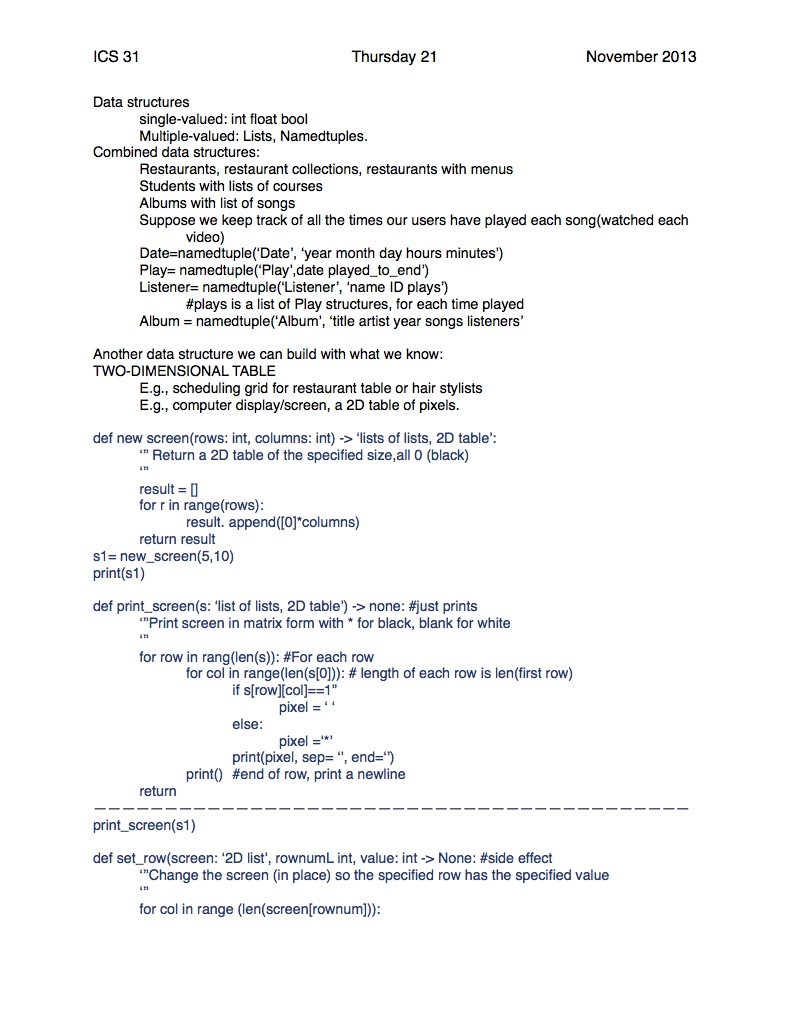 ICS 31 Thursday 21 November 2013
Data structures
single-valued: int float bool
Multiple-valued: Lists, Namedtuples.
Combined data structures:
Restaurants, restaurant collections, restaurants with menus
Students with lists of courses
Albums with list of songs
Suppose we keep track of all the times our users have played each song(watched each
video)
Date=namedtuple(‘Date’, ‘year month day hours minutes’)
Play= namedtuple(‘Play’,date played_to_end’)
Listener= namedtuple(‘Listener’, ‘name ID plays’)
#plays is a list of Play structures, for each time played
Album = namedtuple(‘Album’, ‘title artist year songs listeners’
Another data structure we can build with what we know:
TWO-DIMENSIONAL TABLE
E.g., scheduling grid for restaurant table or hair stylists
E.g., computer display/screen, a 2D table of pixels.
def new screen(rows: int, columns: int) -> ‘lists of lists, 2D table’:
‘” Return a 2D table of the specified size,all 0 (black)
‘”
result = []
for r in range(rows):
result. append([0]*columns)
return result
s1= new_screen(5,10)
print(s1)
def print_screen(s: ‘list of lists, 2D table’) -> none: #just prints
‘”Print screen in matrix form with * for black, blank for white
‘”
for row in rang(len(s)): #For each row
for col in range(len(s[0])): # length of each row is len(first row)
if s[row][col]==1”
pixel = ‘ ‘
else:
pixel =‘*’
print(pixel, sep= ‘’, end=‘’)
print() #end of row, print a newline
return
——————————————————————————————————————————
print_screen(s1)
def set_row(screen: ‘2D list’, rownumL int, value: int -> None: #side effect
‘”Change the screen (in place) so the specified row has the specified value
‘”
for col in range (len(screen[rownum])):